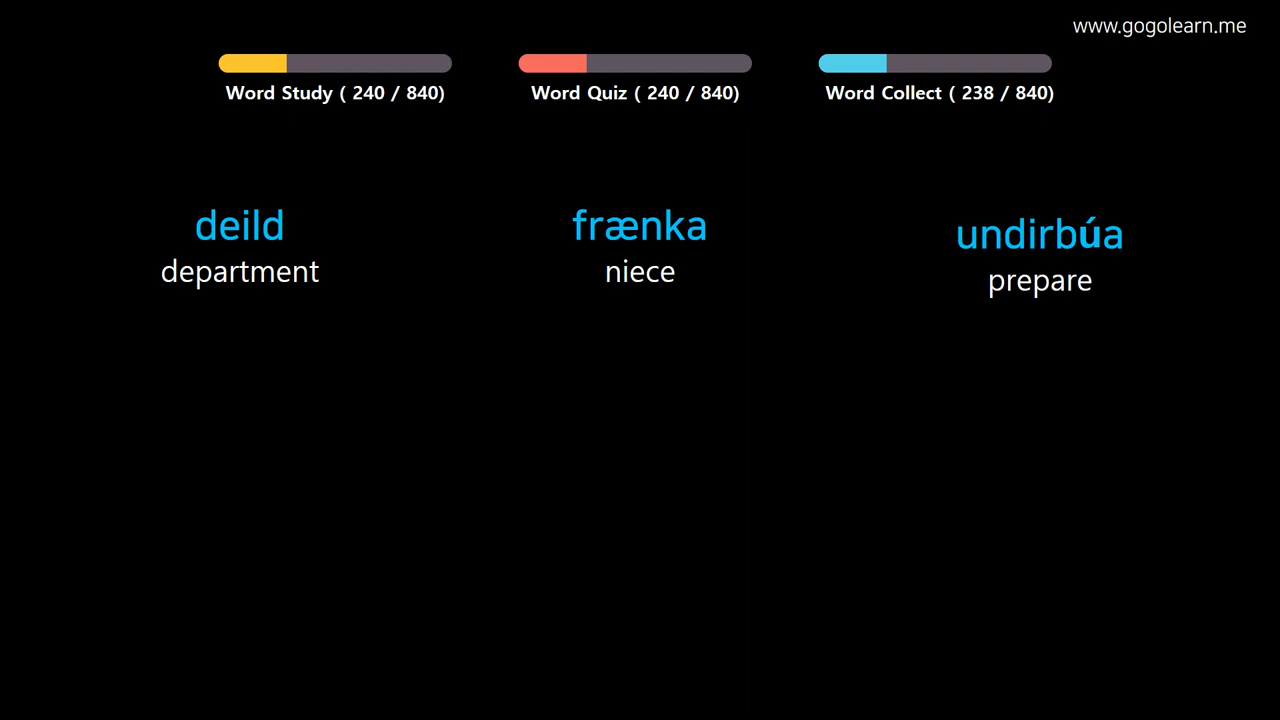 www.gogolearn.me
Word Study ( 240 / 840)
Word Quiz ( 240 / 840)
Word Collect ( 238 / 840)
deild
department
frænka
niece
undirbúa
prepare